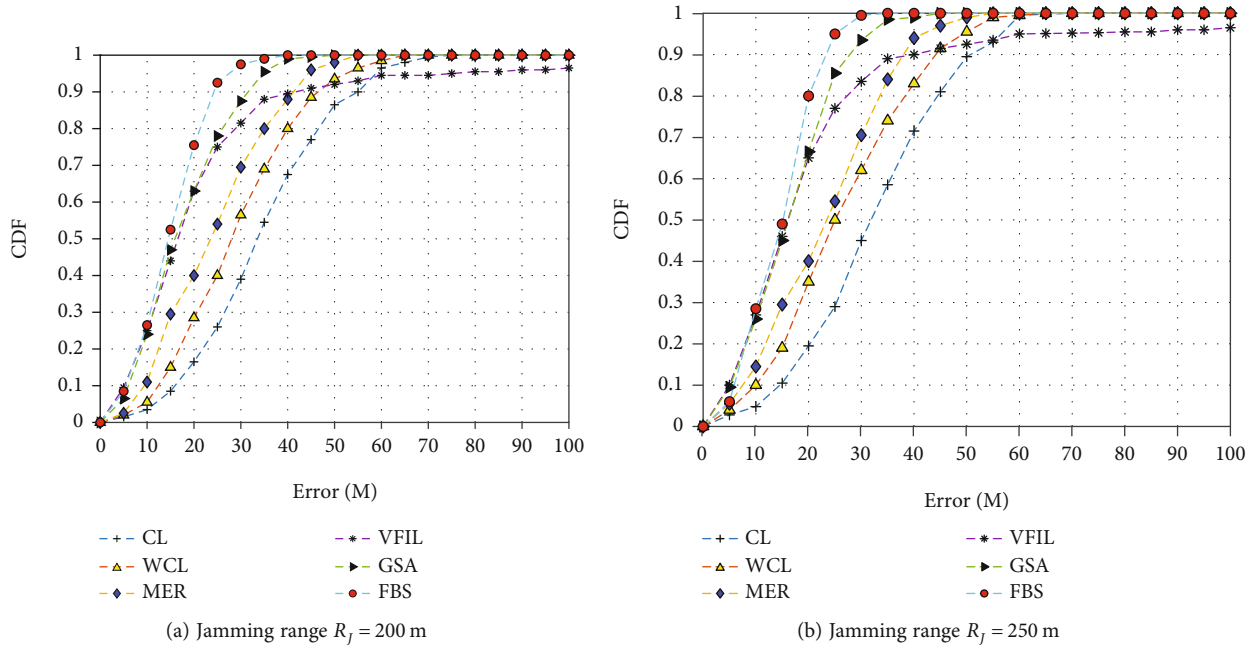 1
0.9
0.8
0.7
0.6
0.5
0.4
0.3
0.2
0.1
0
CDF
0 10 20 30 40 50 60 70 80 90 100
Error (M)
CL
WCL
MER
VFIL
GSA
FBS
(a) Jamming range R_J = 200 m
1
0.9
0.8
0.7
0.6
0.5
0.4
0.3
0.2
0.1
0
CDF
0 10 20 30 40 50 60 70 80 90 100
Error (M)
CL
WCL
MER
VFIL
GSA
FBS
(b) Jamming range R_J = 250 m